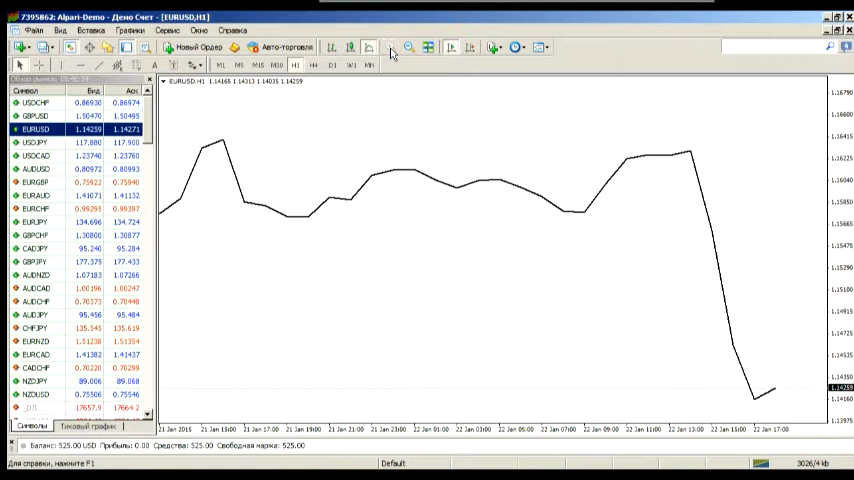 7395862: Alpari-Demo - Демо Счет - [EURUSD,H1]
Файл Вид Вставка Графики Сервис Окно Справка
Новый Ордер Авто-торговля
M1 M5 M15 M30 H1 H4 D1 W1 MN
EURUSD,H1 1.14165 1.14313 1.14035 1.14259
Символ Бид Аск
USDCHF 0.86930 0.86974
GBPUSD 1.50470 1.50495
EURUSD 1.14259 1.14271
USDJPY 117.880 117.900
USDCAD 1.23740 1.23760
AUDUSD 0.80972 0.80993
EURGBP 0.75922 0.75940
EURAUD 1.41071 1.41132
EURCHF 0.99295 0.99397
EURJPY 134.696 134.724
GBPCHF 1.30800 1.30877
CADJPY 95.240 95.284
GBPJPY 177.375 177.433
AUDNZD 1.07183 1.07266
AUDCAD 1.00196 1.00247
AUDCHF 0.70373 0.70448
AUDJPY 95.456 95.484
CHFJPY 135.545 135.619
EURNZD 1.51238 1.51354
EURCAD 1.41382 1.41437
CADCHF 0.70220 0.70299
NZDJPY 89.006 89.068
NZDUSD 0.75506 0.75546
_DJI 17657.9 17664.2
Символы Тиковый график
1.16790
1.16605
1.16415
1.16225
1.16040
1.15850
1.15665
1.15475
1.15285
1.15100
1.14915
1.14725
1.14535
1.14350
1.14259
1.14160
1.13975
21 Jan 2015 21 Jan 15:00 21 Jan 17:00 21 Jan 19:00 21 Jan 21:00 21 Jan 23:00 22 Jan 01:00 22 Jan 03:00 22 Jan 05:00 22 Jan 07:00 22 Jan 09:00 22 Jan 11:00 22 Jan 13:00 22 Jan 15:00 22 Jan 17:00
Баланс: 525.00 USD Прибыль: 0.00 Средства: 525.00 Свободная маржа: 525.00
Для справки, нажмите F1 Default 3026/4 kb